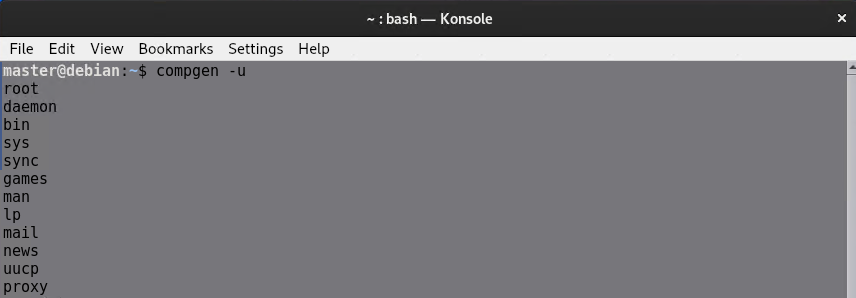 ~ : bash — Konsole
File Edit View Bookmarks Settings Help
master@debian:~$ compgen -u
root
daemon
bin
sys
sync
games
man
lp
mail
news
uucp
proxy